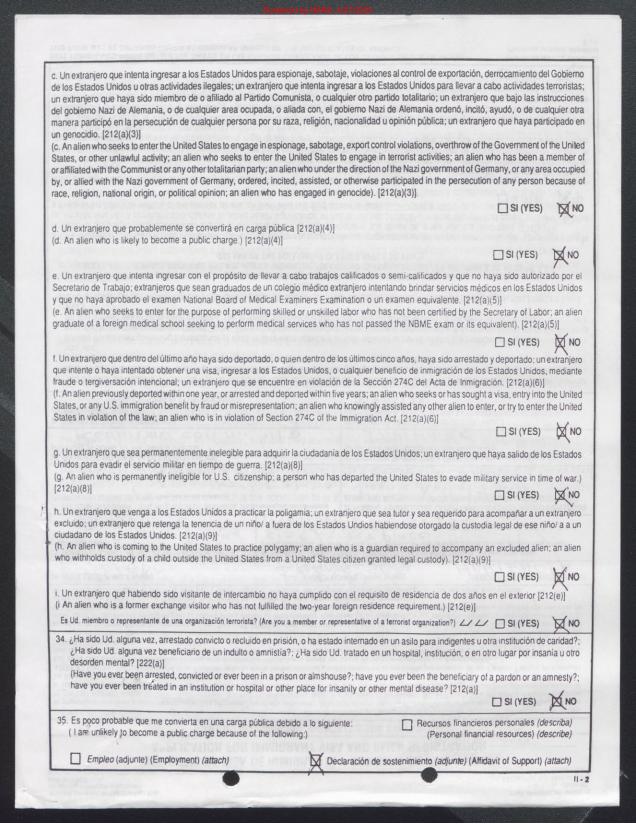 c. Un extranjero que intenta ingresar a los Estados Unidos para espionaje, sabotaje, violaciones al control de exportación, derrocamiento del Gobierno
de los Estados Unidos u otras actividades ilegales; un extranjero que intenta ingresar a los Estados Unidos para llevar a cabo actividades terroristas;
un extranjero que haya sido miembro de o afiliado al Partido Comunista, o cualquier otro partido totalitario; un extranjero que bajo las instrucciones
del gobierno Nazi de Alemania, o de cualquier area ocupada, o aliada con, el gobierno Nazi de Alemania ordenó, incitó, ayudó, o de cualquier otra
manera participó en la persecución de cualquier persona por su raza, religión, nacionalidad u opinión pública; un extranjero que haya participado en
un genocidio. [212(a)(3)]
(c. An alien who seeks to enter the United States to engage in espionage, sabotage, export control violations, overthrow of the Government of the United
States, or other unlawful activity; an alien who seeks to enter the United States to engage in terrorist activities; an alien who has been a member of
or affiliated with the Communist or any other totalitarian party; an alien who under the direction of the Nazi government of Germany, or any area occupied
by, or allied with the Nazi government of Germany, ordered, incited, assisted, or otherwise participated in the persecution of any person because of
race, religion, national origin, or political opinion; an alien who has engaged in genocide). [212(a)(3)]
SI (YES) NO
d. Un extranjero que probablemente se convertirá en carga pública [212(a)(4)]
(d. An alien who is likely to become a public charge.) [212(a)(4)]
SI (YES) NO
e. Un extranjero que intenta ingresar con el propósito de llevar a cabo trabajos calificados o semi-calificados y que no haya sido autorizado por el
Secretario de Trabajo; extranjeros que sean graduados de un colegio médico extranjero intentando brindar servicios médicos en los Estados Unidos
y que no haya aprobado el examen National Board of Medical Examiners Examination o un examen equivalente. [212(a)(5)]
(e. An alien who seeks to enter for the purpose of performing skilled or unskilled labor who has not been certified by the Secretary of Labor; an alien
graduate of a foreign medical school seeking to perform medical services who has not passed the NBME exam or its equivalent). [212(a)(5)]
SI (YES) NO
f. Un extranjero que dentro del último año haya sido deportado, o quien dentro de los últimos cinco años, haya sido arrestado y deportado; un extranjero
que intente o haya intentado obtener una visa, ingresar a los Estados Unidos, o cualquier beneficio de inmigración de los Estados Unidos, mediante
fraude o tergiversación intencional; un extranjero que se encuentre en violación de la Sección 274C del Acta de Inmigración. [212(a)(6)]
(f. An alien previously deported within one year, or arrested and deported within five years; an alien who seeks or has sought a visa, entry into the United
States, or any U.S. immigration benefit by fraud or misrepresentation; an alien who knowingly assisted any other alien to enter, or try to enter the United
States in violation of the law; an alien who is in violation of Section 274C of the Immigration Act. [212(a)(6)]
SI (YES) NO
g. Un extranjero que sea permanentemente inelegible para adquirir la ciudadanía de los Estados Unidos; un extranjero que haya salido de los Estados
Unidos para evadir el servicio militar en tiempo de guerra. [212(a)(8)]
(g. An alien who is permanently ineligible for U.S. citizenship; a person who has departed the United States to evade military service in time of war.)
[212(a)(8)]
SI (YES) NO
h. Un extranjero que venga a los Estados Unidos a practicar la poligamia; un extranjero que sea tutor y sea requerido para acompañar a un extranjero
excluido; un extranjero que retenga la tenencia de un niño/ a fuera de los Estados Undios habiendose otorgado la custodia legal de ese niño/ a a un
ciudadano de los Estados Unidos. [212(a)(9)]
(h. An alien who is coming to the United States to practice polygamy; an alien who is a guardian required to accompany an excluded alien; an alien
who withholds custody of a child outside the United States from a United States citizen granted legal custody). [212(a)(9)]
SI (YES) NO
i. Un extranjero que habiendo sido visitante de intercambio no haya cumplido con el requisito de residencia de dos años en el exterior [212(e)]
(i An alien who is a former exchange visitor who has not fulfilled the two-year foreign residence requirement.) [212(e)]
Es Ud. miembro o representante de una organización terrorista? (Are you a member or representative of a terrorist organization?) SI (YES) NO
34. ¿Ha sido Ud. alguna vez, arrestado convicto o recluido en prisión, o ha estado internado en un asilo para indigentes u otra institución de caridad?;
¿Ha sido Ud. alguna vez beneficiario de un indulto o amnistía?; ¿Ha sido Ud. tratado en un hospital, institución, o en otro lugar por insania u otro
desorden mental? [222(a)]
(Have you ever been arrested, convicted or ever been in a prison or almshouse?; have you ever been the beneficiary of a pardon or an amnesty?;
have you ever been treated in an institution or hospital or other place for insanity or other mental disease? [212(a)]
SI (YES) NO
35. Es poco probable que me convierta en una carga pública debido a lo siguiente:
( I am unlikely to become a public charge because of the following:)
Recursos financieros personales (describa)
(Personal financial resources) (describe)
Empleo (adjunte) (Employment) (attach) Declaración de sostenimiento (adjunte) (Affidavit of Support) (attach)
II - 2